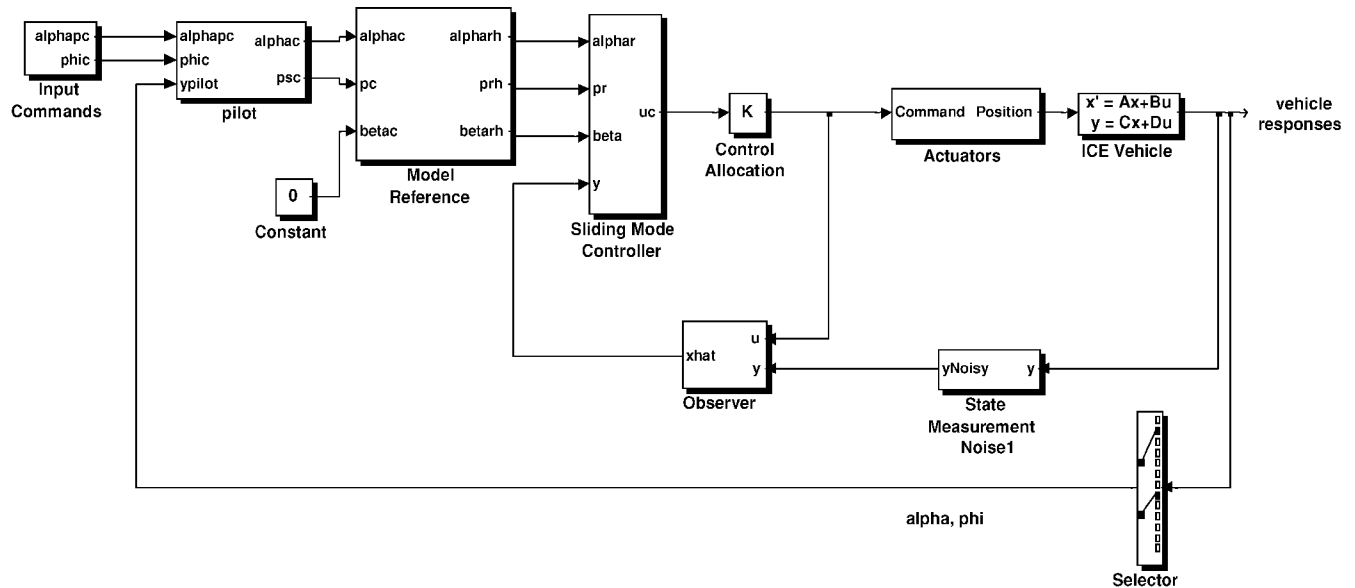 alphapc
phic
Input
Commands
alphapc
phic
ypilot
alphac
psc
pilot
alphac
pc
betac
alpharh
prh
betarh
Model
Reference
0
Constant
alphar
pr
beta
y
uc
Sliding Mode
Controller
K
Control
Allocation
Command Position
Actuators
x' = Ax+Bu
y = Cx+Du
ICE Vehicle
vehicle
responses
xhat
u
y
Observer
yNoisy y
State
Measurement
Noise1
alpha, phi
Selector